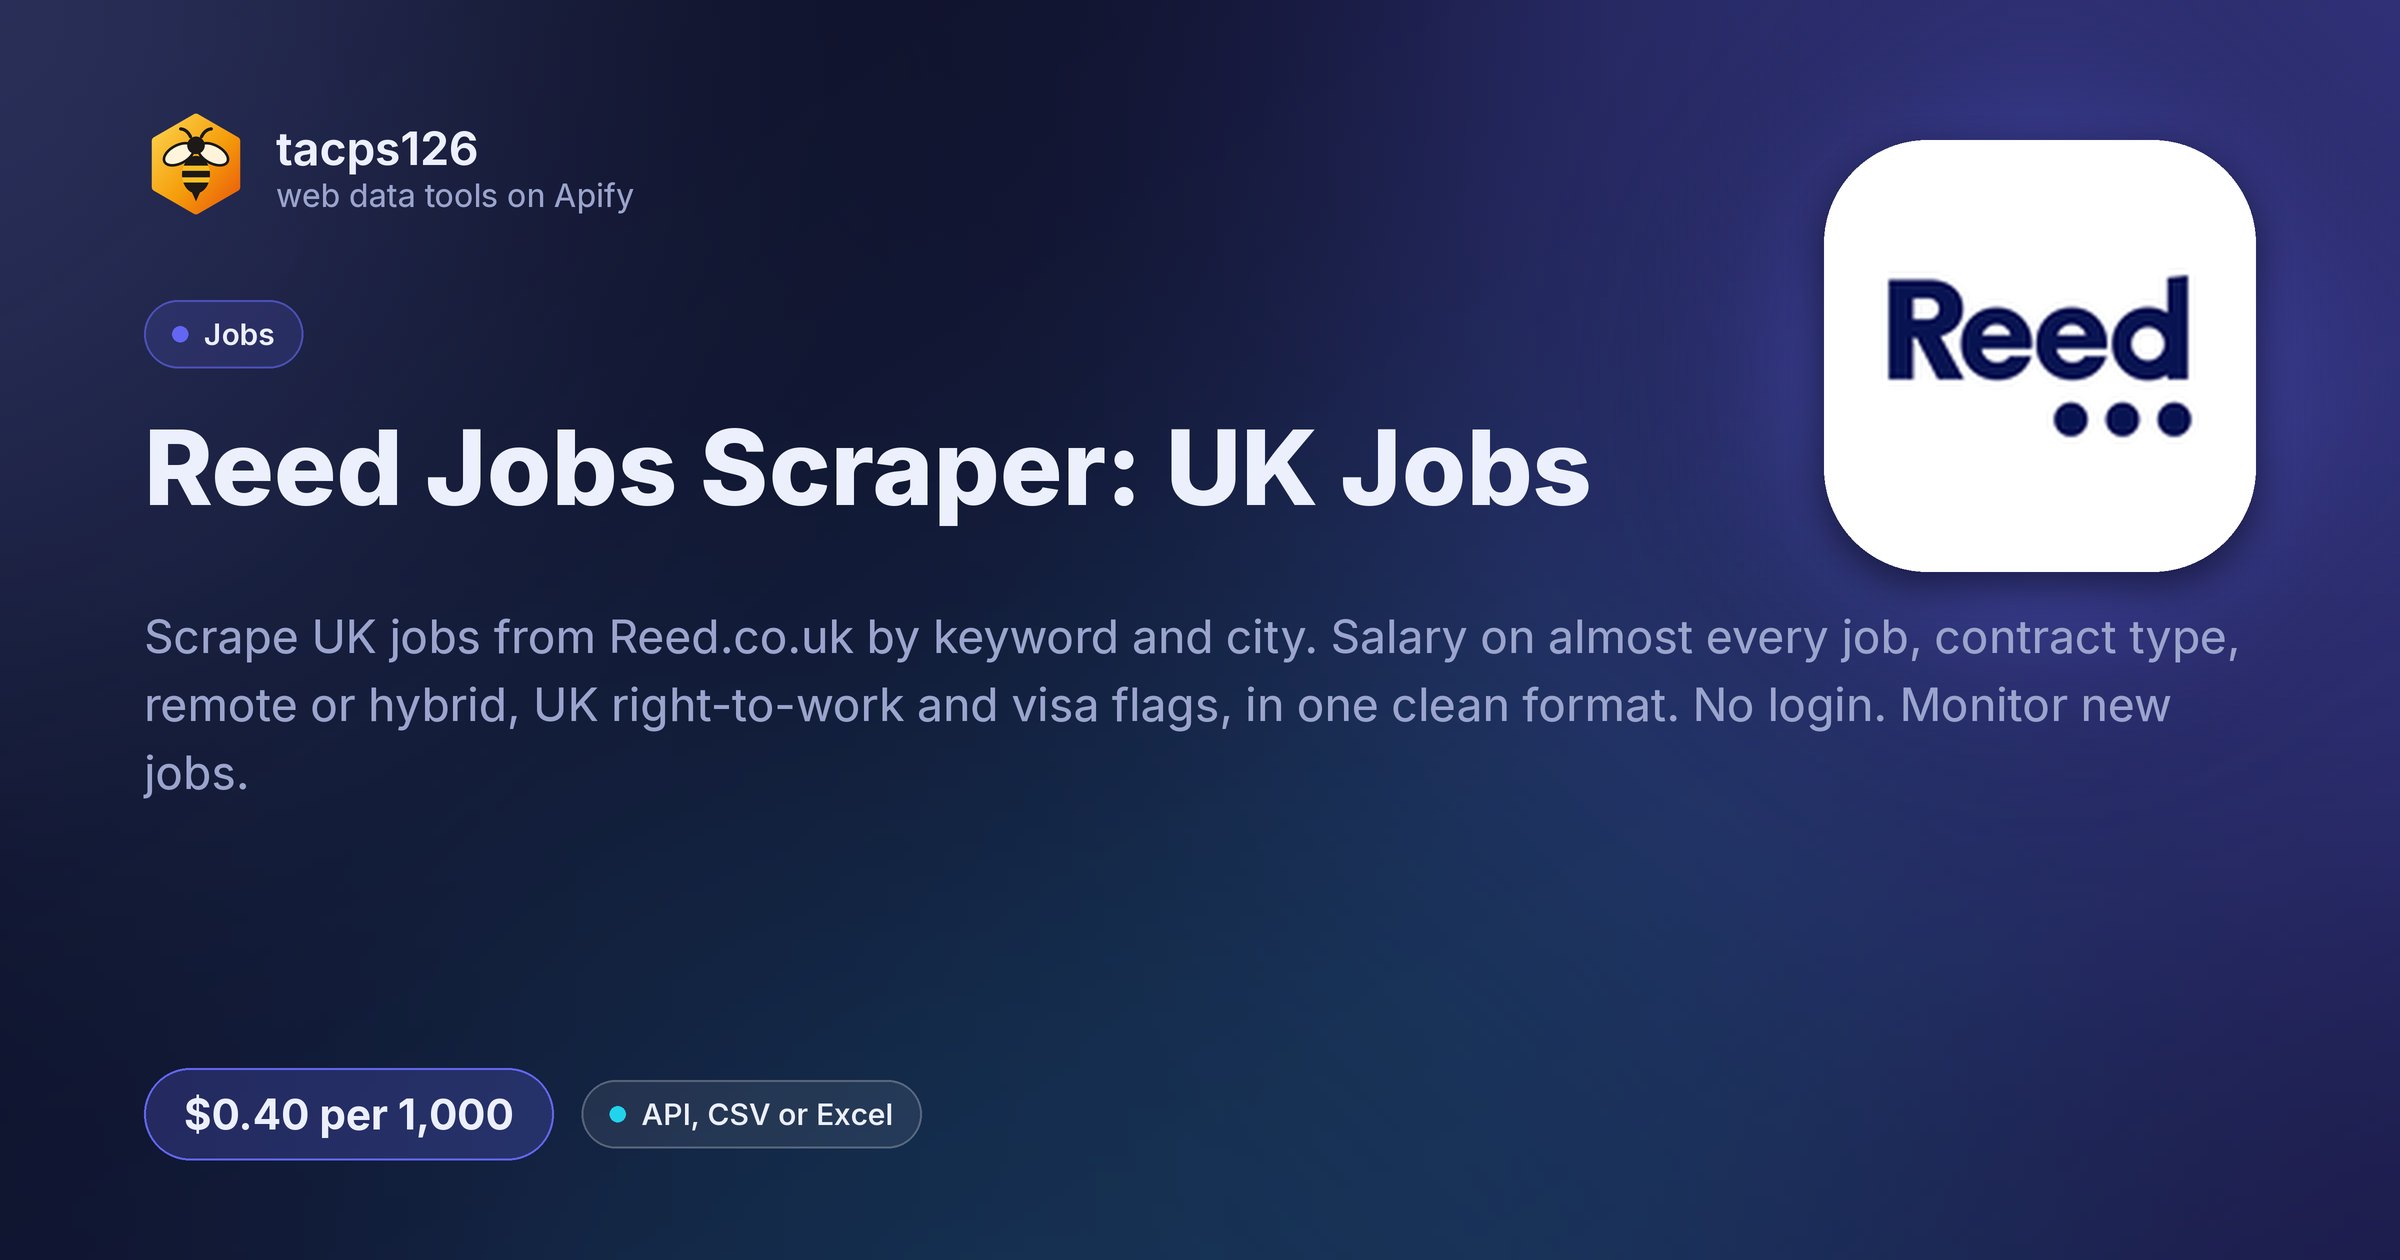 tacps126
web data tools on Apify
Jobs
Reed Jobs Scraper: UK Jobs
Reed
Scrape UK jobs from Reed.co.uk by keyword and city. Salary on almost every job, contract type,
remote or hybrid, UK right-to-work and visa flags, in one clean format. No login. Monitor new
jobs.
$0.40 per 1,000
API, CSV or Excel